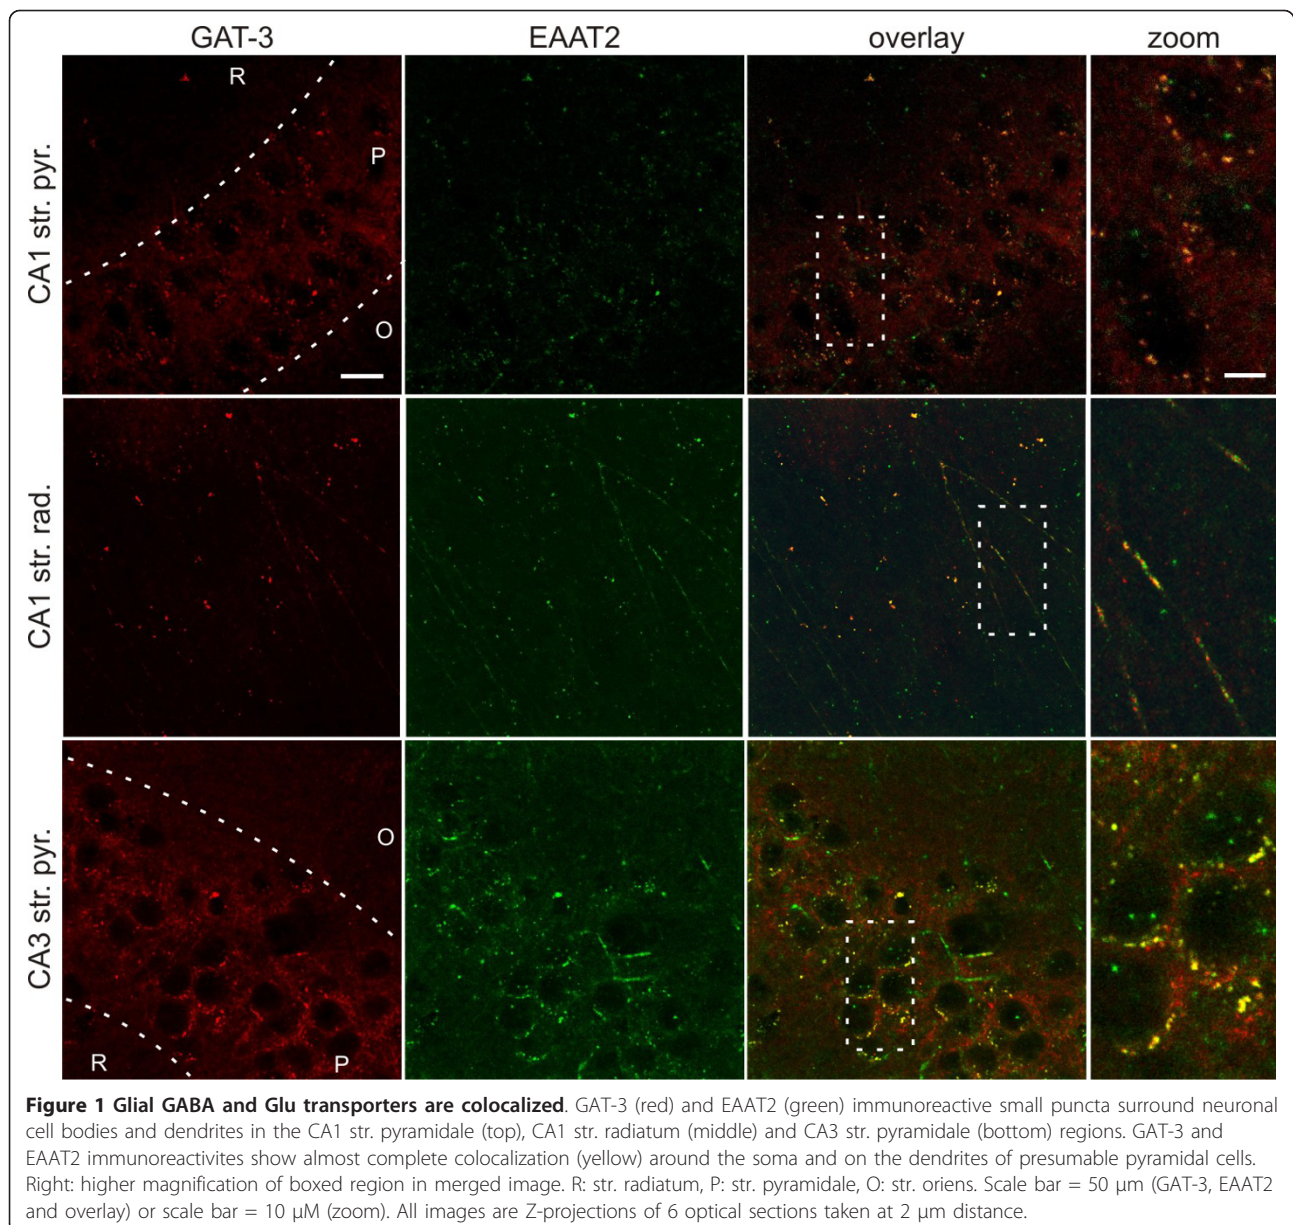 GAT-3 EAAT2 overlay zoom
CA1 str. pyr.
R
P
O
CA1 str. rad.
CA3 str. pyr.
O
R
P
Figure 1 Glial GABA and Glu transporters are colocalized. GAT-3 (red) and EAAT2 (green) immunoreactive small puncta surround neuronal
cell bodies and dendrites in the CA1 str. pyramidale (top), CA1 str. radiatum (middle) and CA3 str. pyramidale (bottom) regions. GAT-3 and
EAAT2 immunoreactivites show almost complete colocalization (yellow) around the soma and on the dendrites of presumable pyramidal cells.
Right: higher magnification of boxed region in merged image. R: str. radiatum, P: str. pyramidale, O: str. oriens. Scale bar = 50 μm (GAT-3, EAAT2
and overlay) or scale bar = 10 μM (zoom). All images are Z-projections of 6 optical sections taken at 2 μm distance.